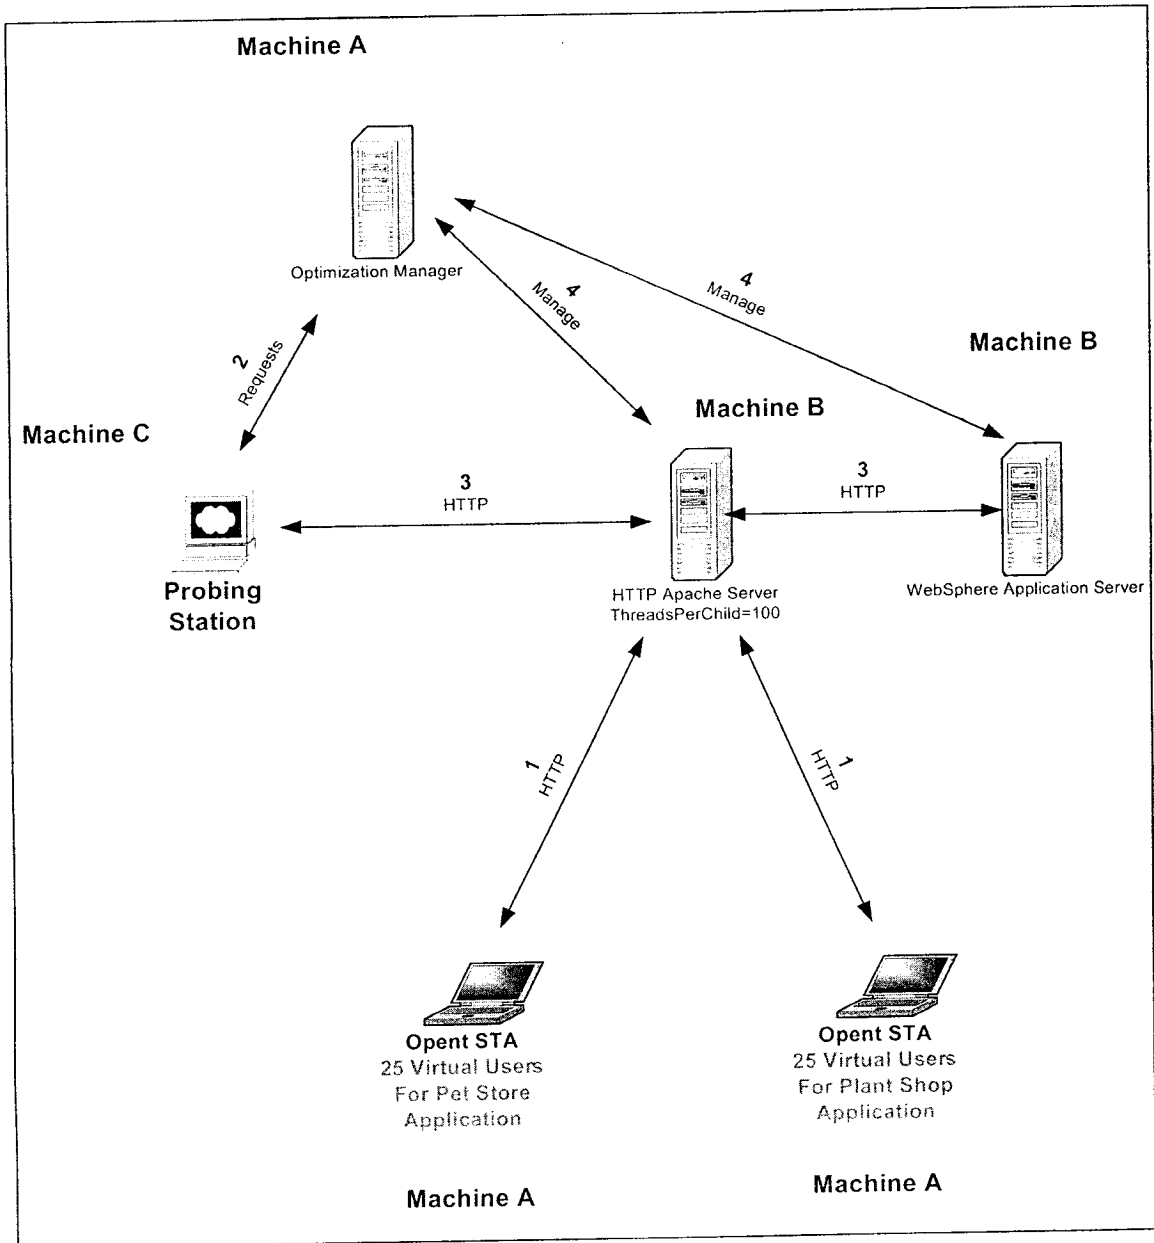 Machine A
Optimization Manager
4
Manage
4
Manage
2
Requests
Machine B
Machine B
Machine C
3
HTTP
3
HTTP
Probing
Station
HTTP Apache Server
ThreadsPerChild=100
WebSphere Application Server
1
HTTP
1
HTTP
Opent STA
25 Virtual Users
For Pet Store
Application
Opent STA
25 Virtual Users
For Plant Shop
Application
Machine A
Machine A